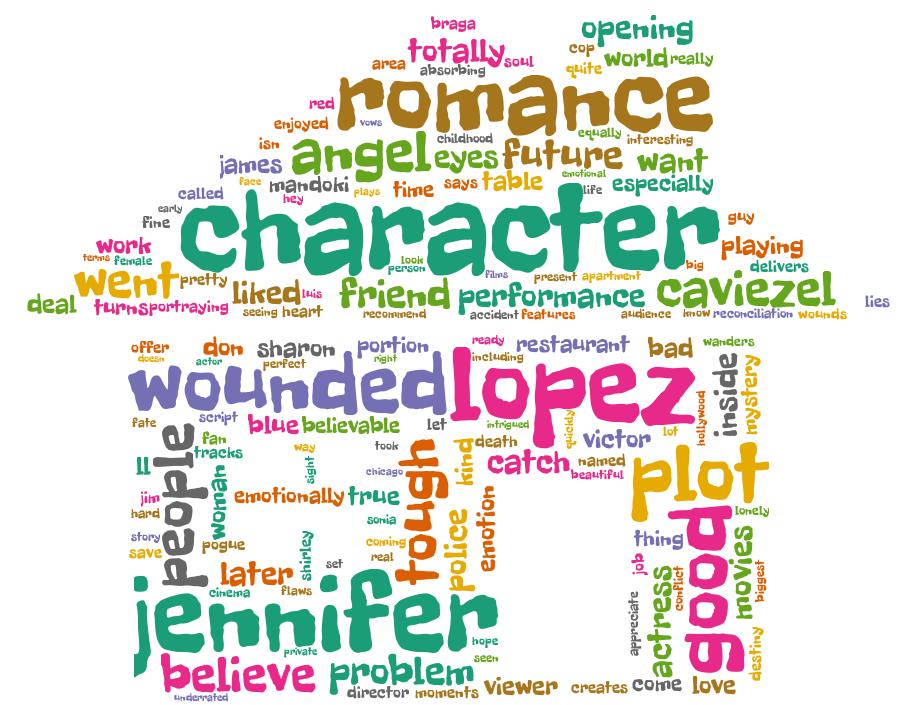 braga
opening
totally soul
cop
world really
area
absorbing
quite
romance
red
enjoyed
vows
childhood
equally
interesting
isn
angel eyes future
want
james
emotional
face
mandoki
plays
time
says
table
life
especially
called
hey
early
fine
character
guy
work
playing
terms
female
look
person
big
delivers
went
pretty
films
present
apartment
deal
turns
portraying
liked
luis
friend
performance
caviezel
lies
seeing
heart
recommend
accident
features
audience
know
reconciliation
wounds
offer
don
sharon
portion
ready
restaurant
bad
wanders
doesn
actor
perfect
right
including
wounded
lopez
inside
mystery
hollywood
fate
script
blue
believable
let
intrigued
quickly
lot
people
fan
tracks
way
took
tough
kind
death
victor
ll
sight
chicago
catch
named
beautiful
plot
jim
woman
emotionally
true
hard
sonia
police
emotion
good
lonely
story
save
pogue
shirley
coming
real
thing
movies
later
set
job
conflict
biggest
cinema
flaws
actress
appreciate
jennifer
hope
destiny
private
seen
believe
problem
underrated
director
moments
viewer
creates
come
love